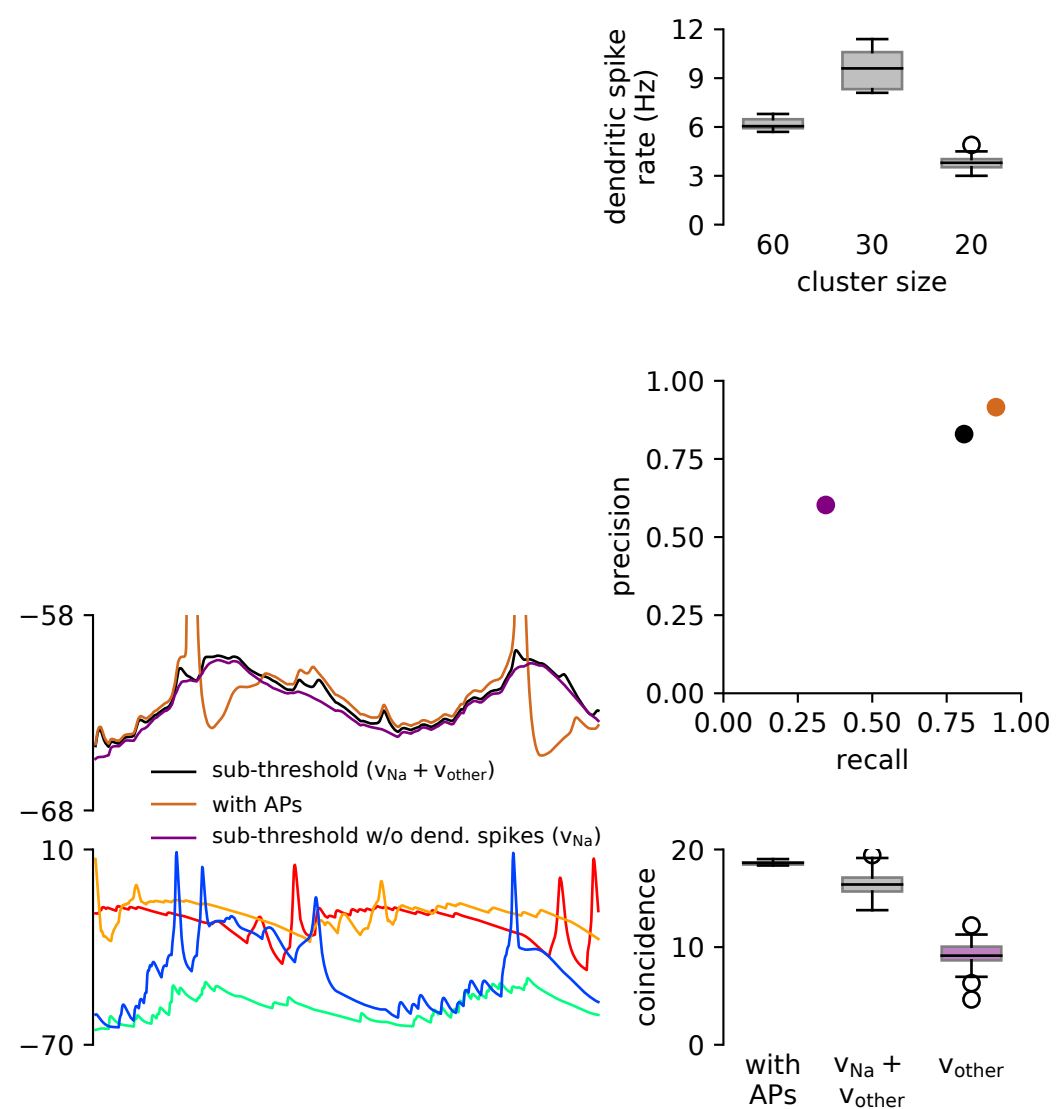 12
9
6
3
0
dendritic spike
rate (Hz)
60 30 20
cluster size
1.00
0.75
0.50
0.25
0.00
precision
0.00 0.25 0.50 0.75 1.00
recall
−58
−68
sub-threshold (vNa + vother)
with APs
sub-threshold w/o dend. spikes (vNa)
10
−70
20
10
0
coincidence
with
APs
vNa +
vother
vother